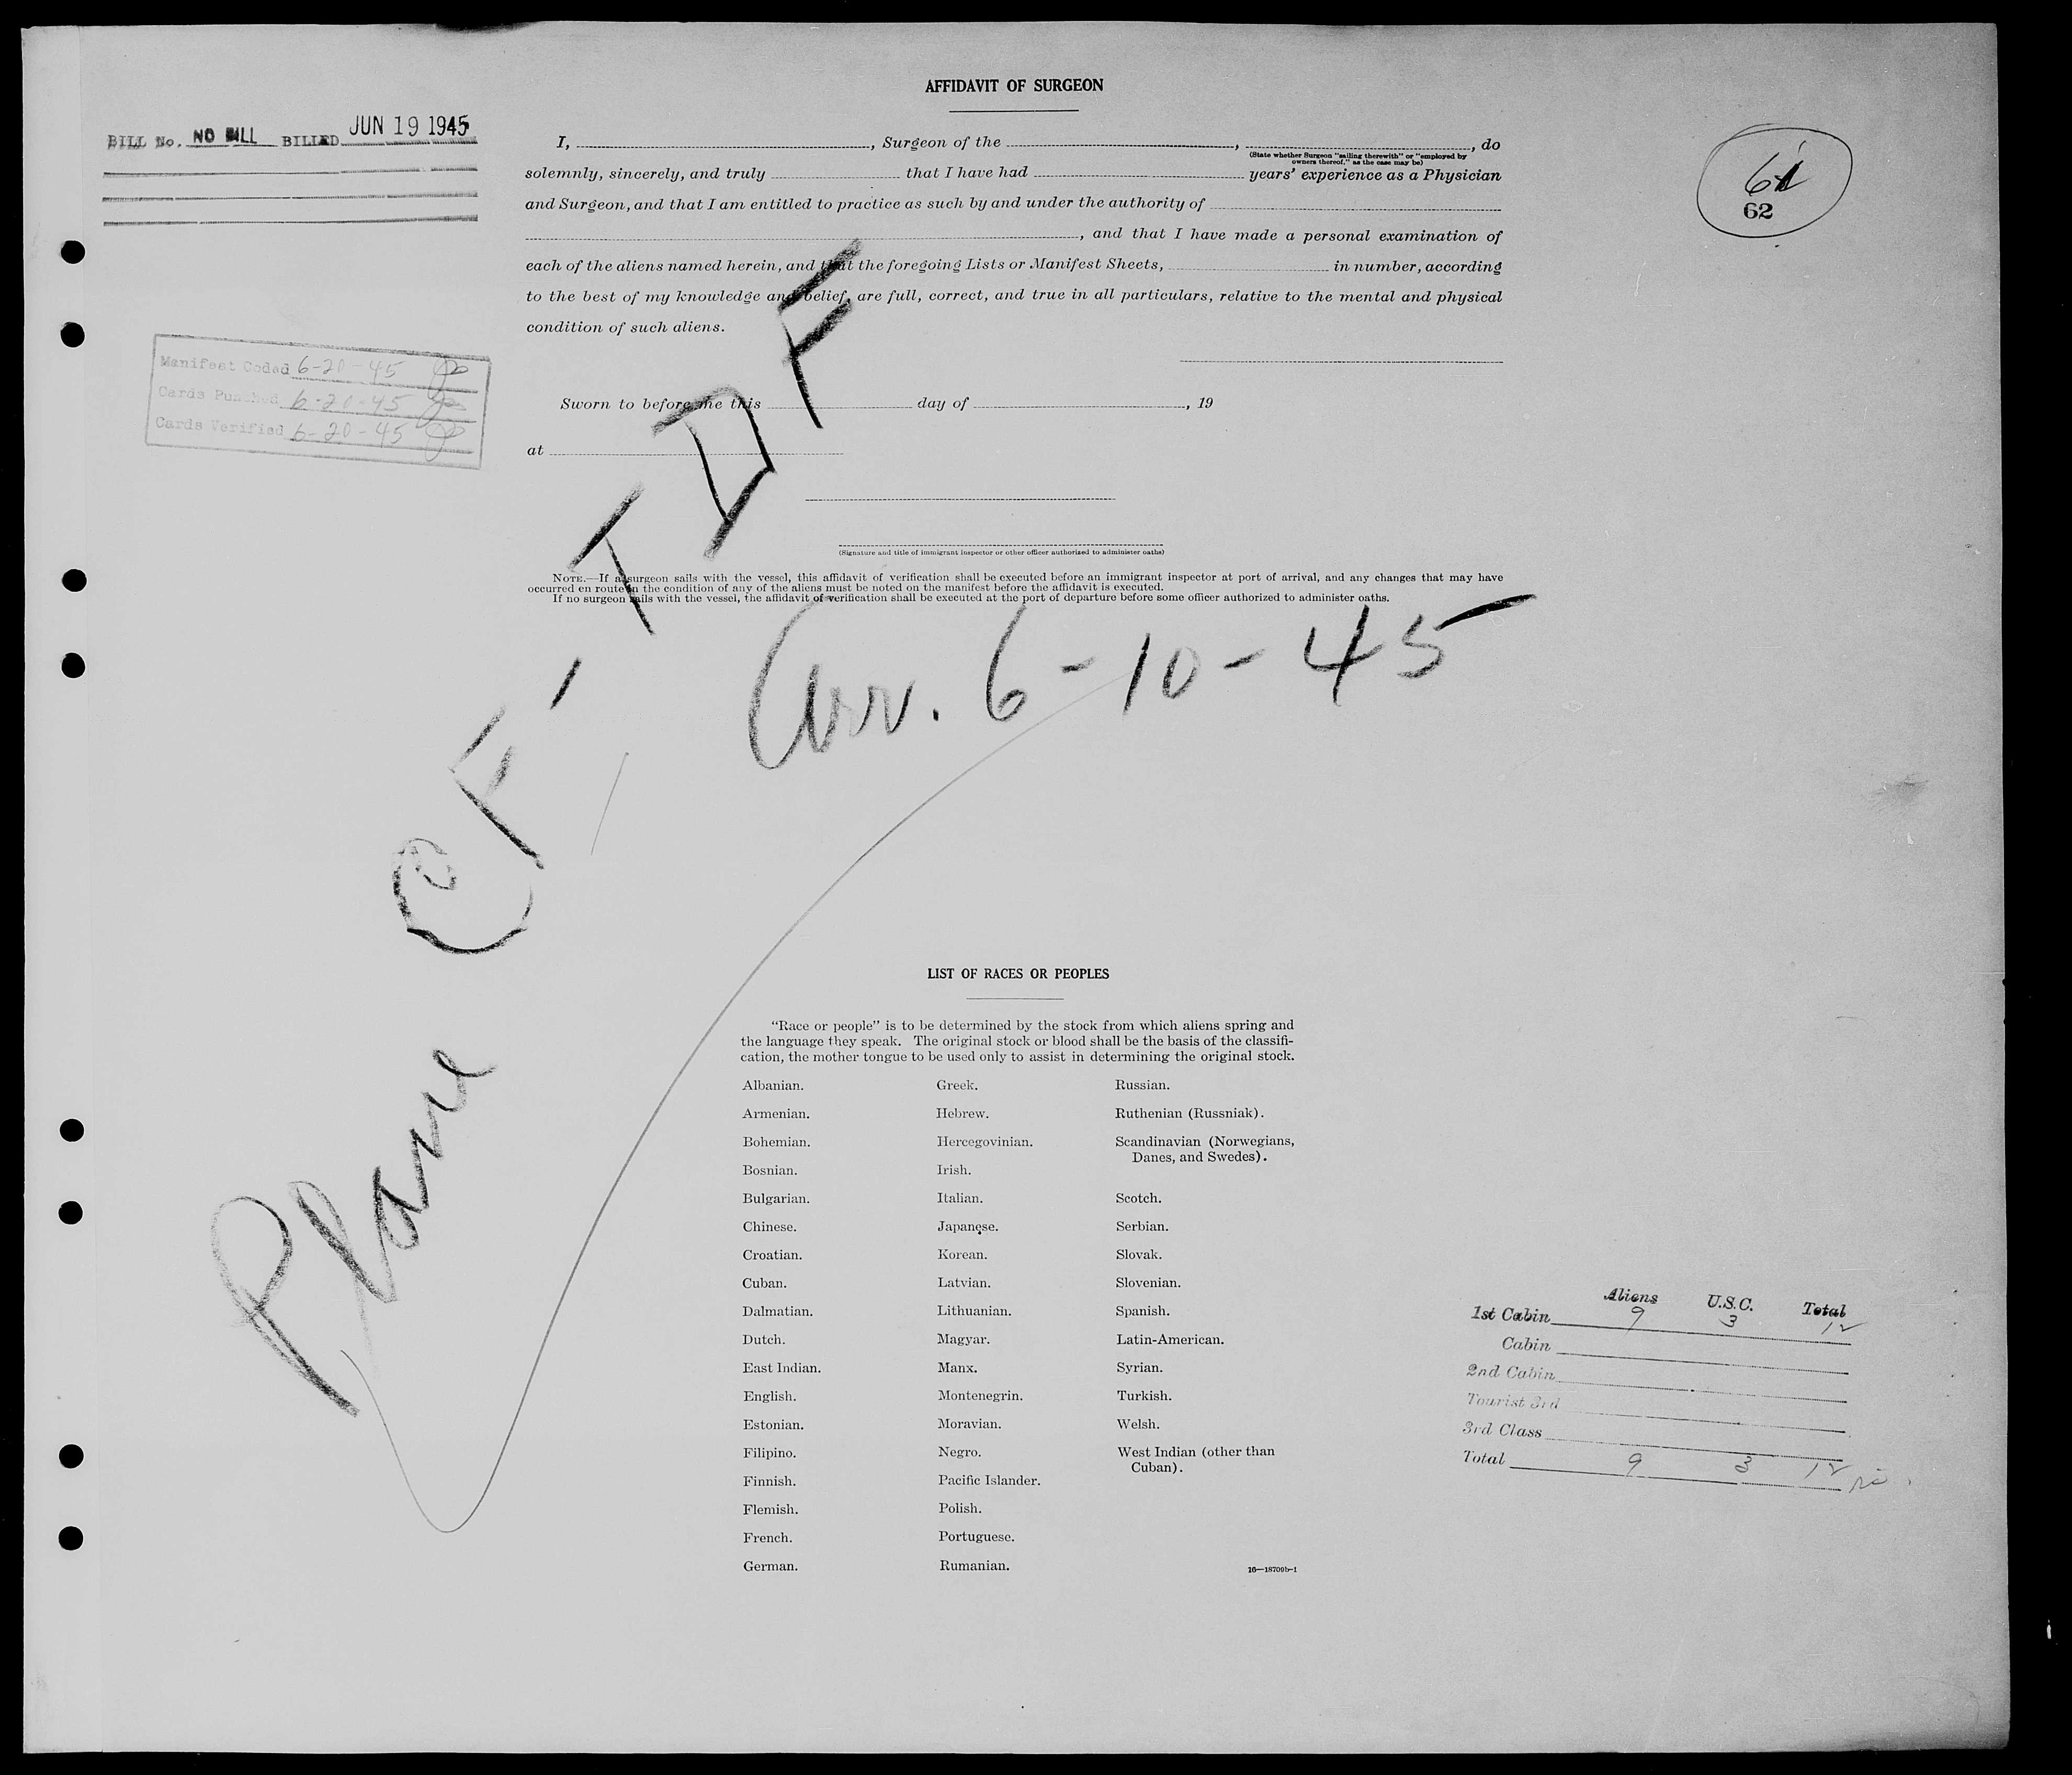 AFFIDAVIT OF SURGEON
BILL No. NO BILL BILLED JUN 19 1945
I, , Surgeon of the , , do
(State whether Surgeon "sailing therewith" or "employed by
owners thereof," as the case may be)
solemnly, sincerely, and truly that I have had years' experience as a Physician
and Surgeon, and that I am entitled to practice as such by and under the authority of
, and that I have made a personal examination of
each of the aliens named herein, and that the foregoing Lists or Manifest Sheets, in number, according
to the best of my knowledge and belief, are full, correct, and true in all particulars, relative to the mental and physical
condition of such aliens.
62
Manifest Coded 6-20-45
Cards Punched 6-20-45
Cards Verified 6-20-45
Sworn to before me this day of , 19
at
(Signature and title of immigrant inspector or other officer authorized to administer oaths)
NOTE.—If a surgeon sails with the vessel, this affidavit of verification shall be executed before an immigrant inspector at port of arrival, and any changes that may have
occurred en route in the condition of any of the aliens must be noted on the manifest before the affidavit is executed.
If no surgeon sails with the vessel, the affidavit of verification shall be executed at the port of departure before some officer authorized to administer oaths.
Plane CF-TDF
Arr. 6-10-45
LIST OF RACES OR PEOPLES
"Race or people" is to be determined by the stock from which aliens spring and
the language they speak. The original stock or blood shall be the basis of the classifi-
cation, the mother tongue to be used only to assist in determining the original stock.
Albanian.
Armenian.
Bohemian.
Bosnian.
Bulgarian.
Chinese.
Croatian.
Cuban.
Dalmatian.
Dutch.
East Indian.
English.
Estonian.
Filipino.
Finnish.
Flemish.
French.
German.
Greek.
Hebrew.
Hercegovinian.
Irish.
Italian.
Japanese.
Korean.
Latvian.
Lithuanian.
Magyar.
Manx.
Montenegrin.
Moravian.
Negro.
Pacific Islander.
Polish.
Portuguese.
Rumanian.
Russian.
Ruthenian (Russniak).
Scandinavian (Norwegians,
Danes, and Swedes).
Scotch.
Serbian.
Slovak.
Slovenian.
Spanish.
Latin-American.
Syrian.
Turkish.
Welsh.
West Indian (other than
Cuban).
16—18709b-1
Aliens U.S.C. Total
1st Cabin 9 3 12
Cabin
2nd Cabin
Tourist 3rd
3rd Class
Total 9 3 12